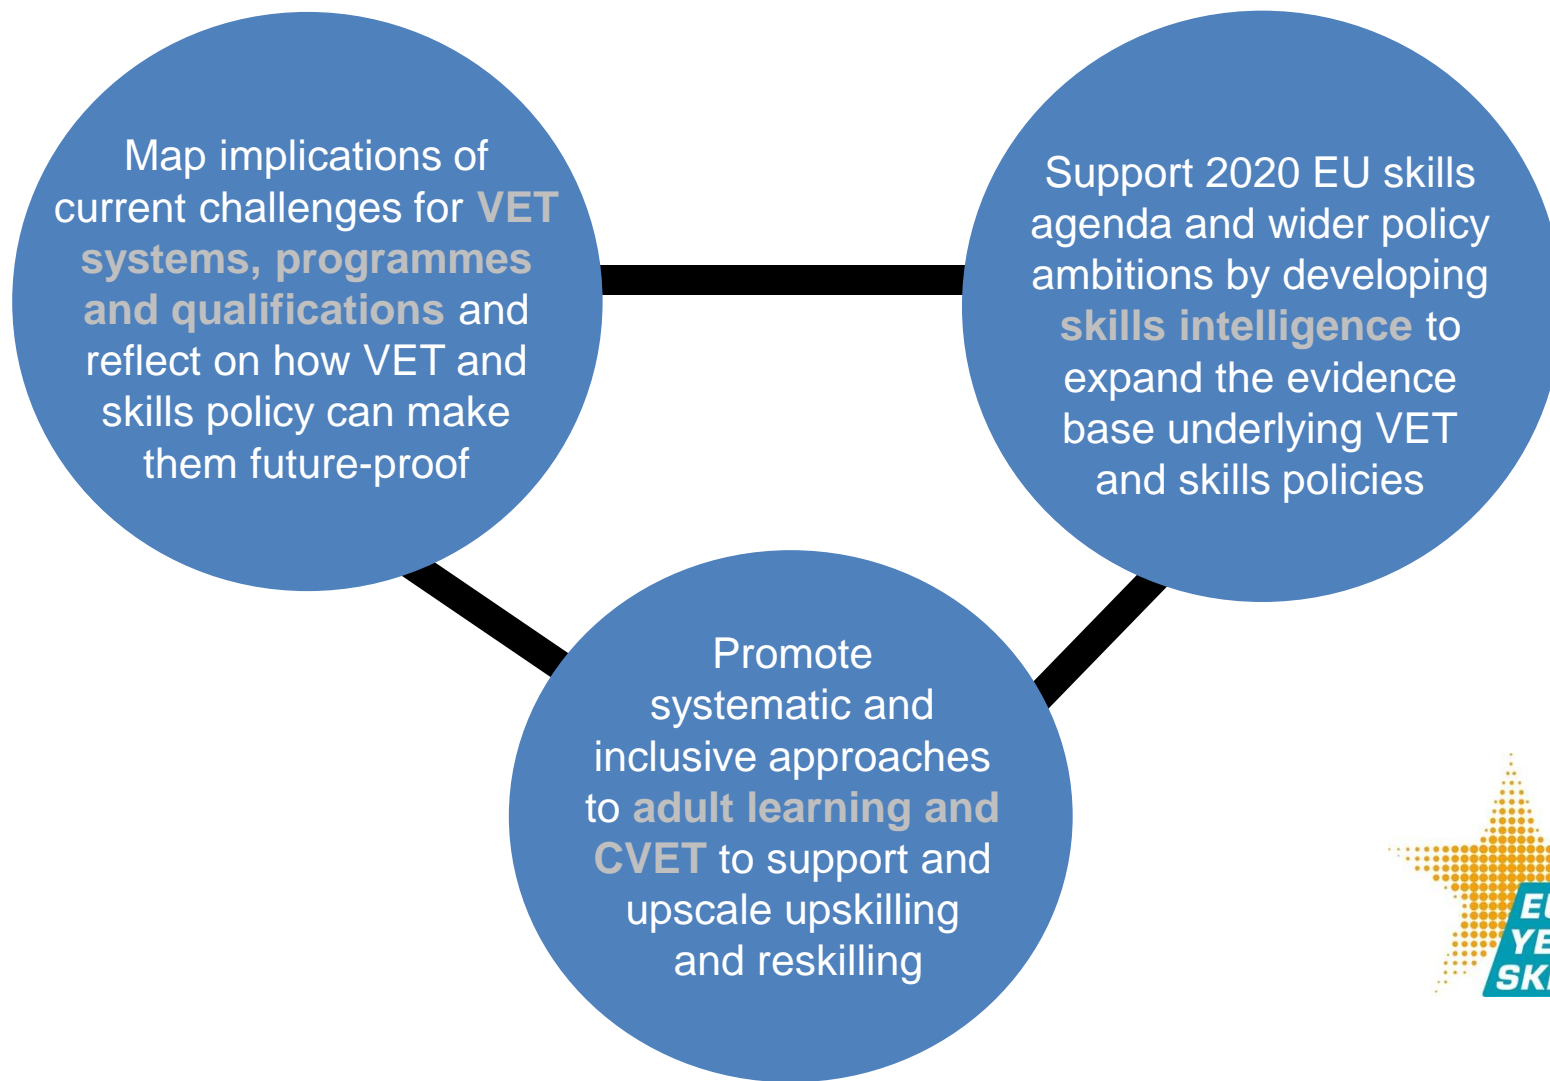 Map implications of
current challenges for VET
systems, programmes
and qualifications and
reflect on how VET and
skills policy can make
them future-proof
Support 2020 EU skills
agenda and wider policy
ambitions by developing
skills intelligence to
expand the evidence
base underlying VET
and skills policies
Promote
systematic and
inclusive approaches
to adult learning and
CVET to support and
upscale upskilling
and reskilling